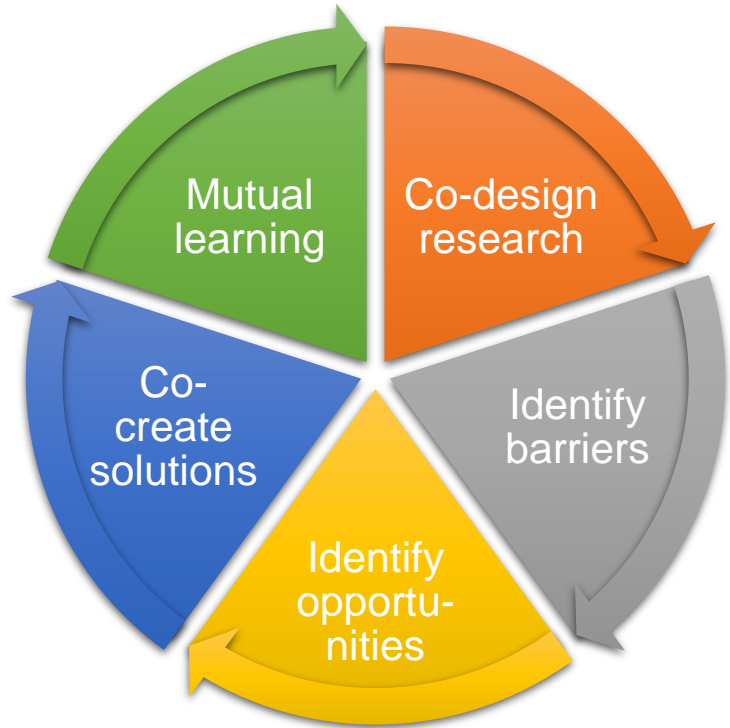 Mutual
learning
Co-design
research
Identify
barriers
Identify
opportu-
nities
Co-
create
solutions